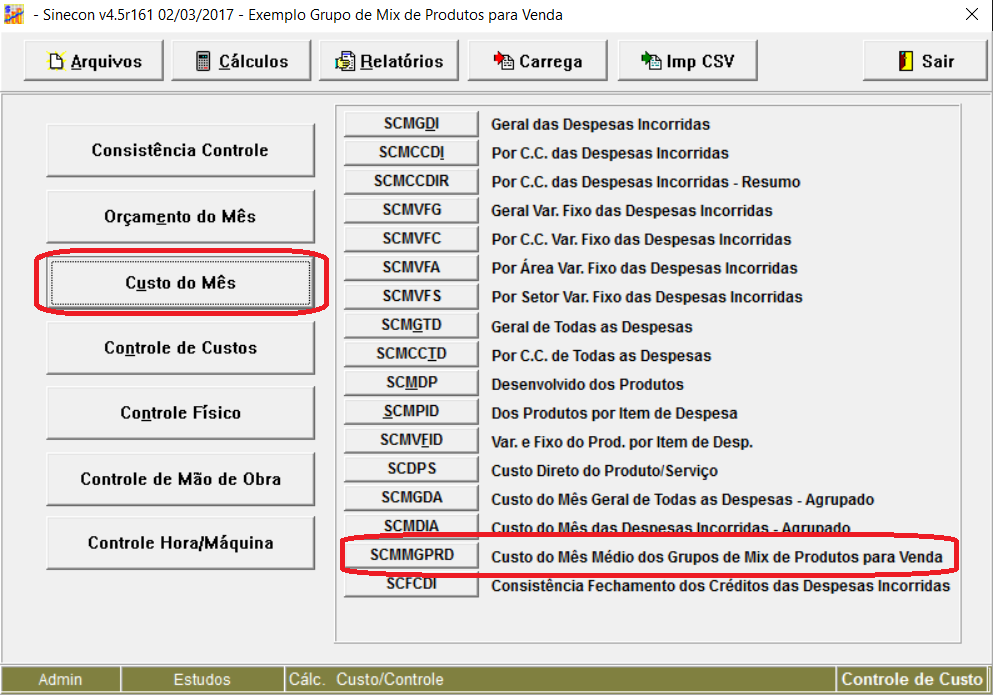 - Sinecon v4.5r161 02/03/2017 - Exemplo Grupo de Mix de Produtos para Venda
Arquivos Cálculos Relatórios Carrega Imp CSV Sair
Consistência Controle
Orçamento do Mês
Custo do Mês
Controle de Custos
Controle Físico
Controle de Mão de Obra
Controle Hora/Máquina
SCMGDI Geral das Despesas Incorridas
SCMCCDI Por C.C. das Despesas Incorridas
SCMCCDIR Por C.C. das Despesas Incorridas - Resumo
SCMVFG Geral Var. Fixo das Despesas Incorridas
SCMVFC Por C.C. Var. Fixo das Despesas Incorridas
SCMVFA Por Área Var. Fixo das Despesas Incorridas
SCMVFS Por Setor Var. Fixo das Despesas Incorridas
SCMGTD Geral de Todas as Despesas
SCMCCTD Por C.C. de Todas as Despesas
SCMDP Desenvolvido dos Produtos
SCMPID Dos Produtos por Item de Despesa
SCMVFID Var. e Fixo do Prod. por Item de Desp.
SCDPS Custo Direto do Produto/Serviço
SCMGDA Custo do Mês Geral de Todas as Despesas - Agrupado
SCMDIA Custo do Mês das Despesas Incorridas - Agrupado
SCMMGPRD Custo do Mês Médio dos Grupos de Mix de Produtos para Venda
SCFCDI Consistência Fechamento dos Créditos das Despesas Incorridas
Admin Estudos Cálc. Custo/Controle Controle de Custo